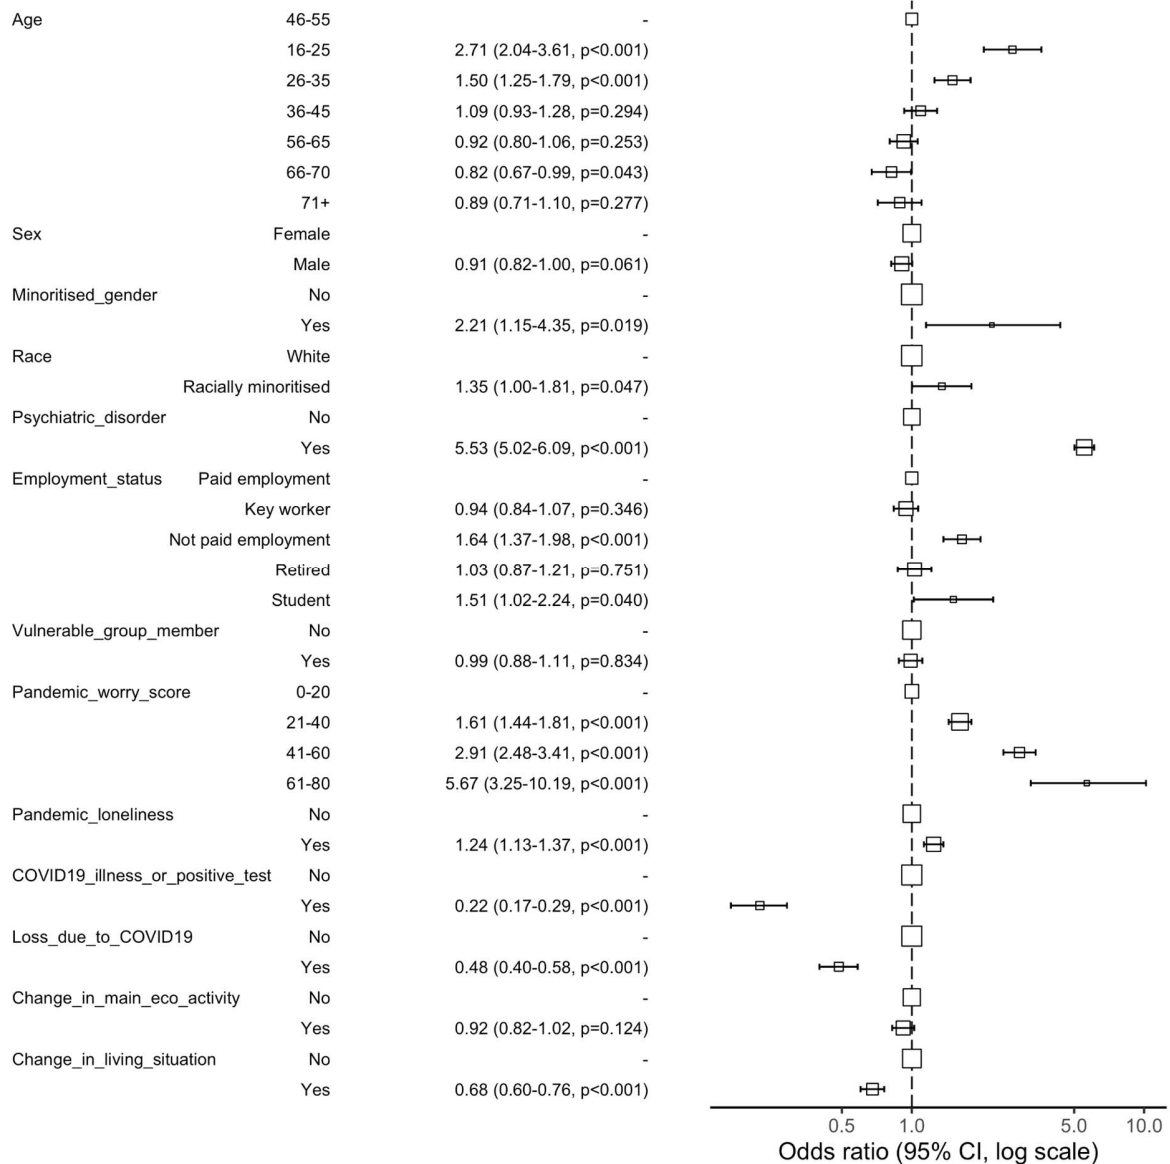 Age 46-55 -
16-25 2.71 (2.04-3.61, p<0.001)
26-35 1.50 (1.25-1.79, p<0.001)
36-45 1.09 (0.93-1.28, p=0.294)
56-65 0.92 (0.80-1.06, p=0.253)
66-70 0.82 (0.67-0.99, p=0.043)
71+ 0.89 (0.71-1.10, p=0.277)
Sex Female -
Male 0.91 (0.82-1.00, p=0.061)
Minoritised_gender No -
Yes 2.21 (1.15-4.35, p=0.019)
Race White -
Racially minoritised 1.35 (1.00-1.81, p=0.047)
Psychiatric_disorder No -
Yes 5.53 (5.02-6.09, p<0.001)
Employment_status Paid employment -
Key worker 0.94 (0.84-1.07, p=0.346)
Not paid employment 1.64 (1.37-1.98, p<0.001)
Retired 1.03 (0.87-1.21, p=0.751)
Student 1.51 (1.02-2.24, p=0.040)
Vulnerable_group_member No -
Yes 0.99 (0.88-1.11, p=0.834)
Pandemic_worry_score 0-20 -
21-40 1.61 (1.44-1.81, p<0.001)
41-60 2.91 (2.48-3.41, p<0.001)
61-80 5.67 (3.25-10.19, p<0.001)
Pandemic_loneliness No -
Yes 1.24 (1.13-1.37, p<0.001)
COVID19_illness_or_positive_test No -
Yes 0.22 (0.17-0.29, p<0.001)
Loss_due_to_COVID19 No -
Yes 0.48 (0.40-0.58, p<0.001)
Change_in_main_eco_activity No -
Yes 0.92 (0.82-1.02, p=0.124)
Change_in_living_situation No -
Yes 0.68 (0.60-0.76, p<0.001)
0.5 1.0 5.0 10.0
Odds ratio (95% CI, log scale)